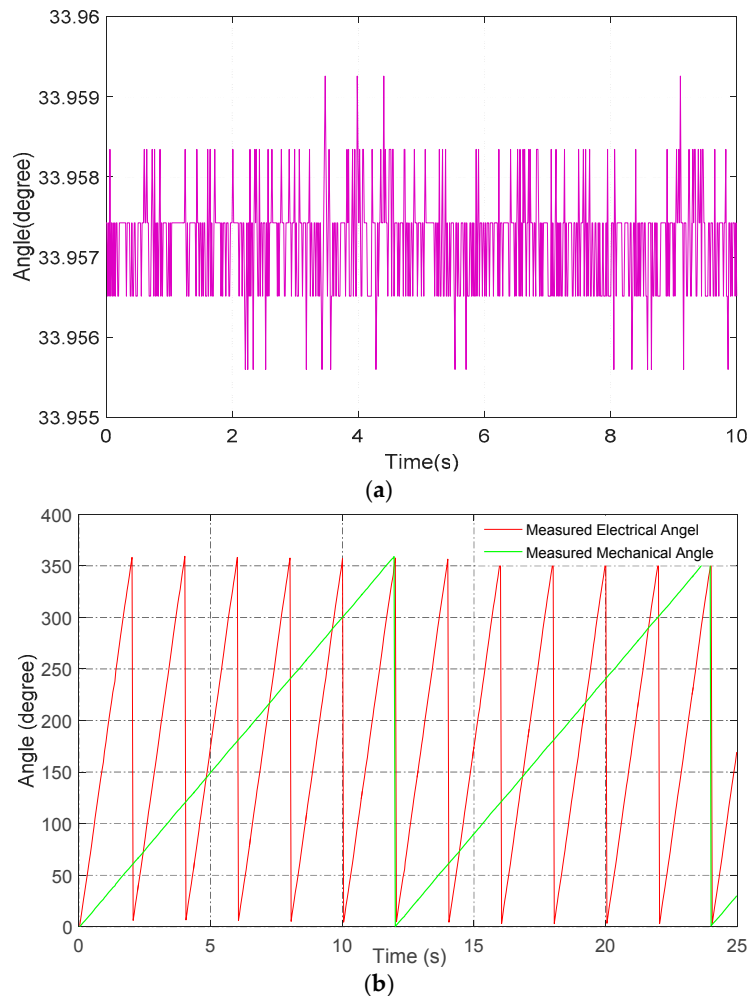 33.96
33.959
33.958
33.957
33.956
33.955
Angle(degree)
0 2 4 6 8 10
Time(s)
(a)
400
350
300
250
200
150
100
50
0
Angle (degree)
Measured Electrical Angel
Measured Mechanical Angle
0 5 10 15 20 25
Time (s)
(b)